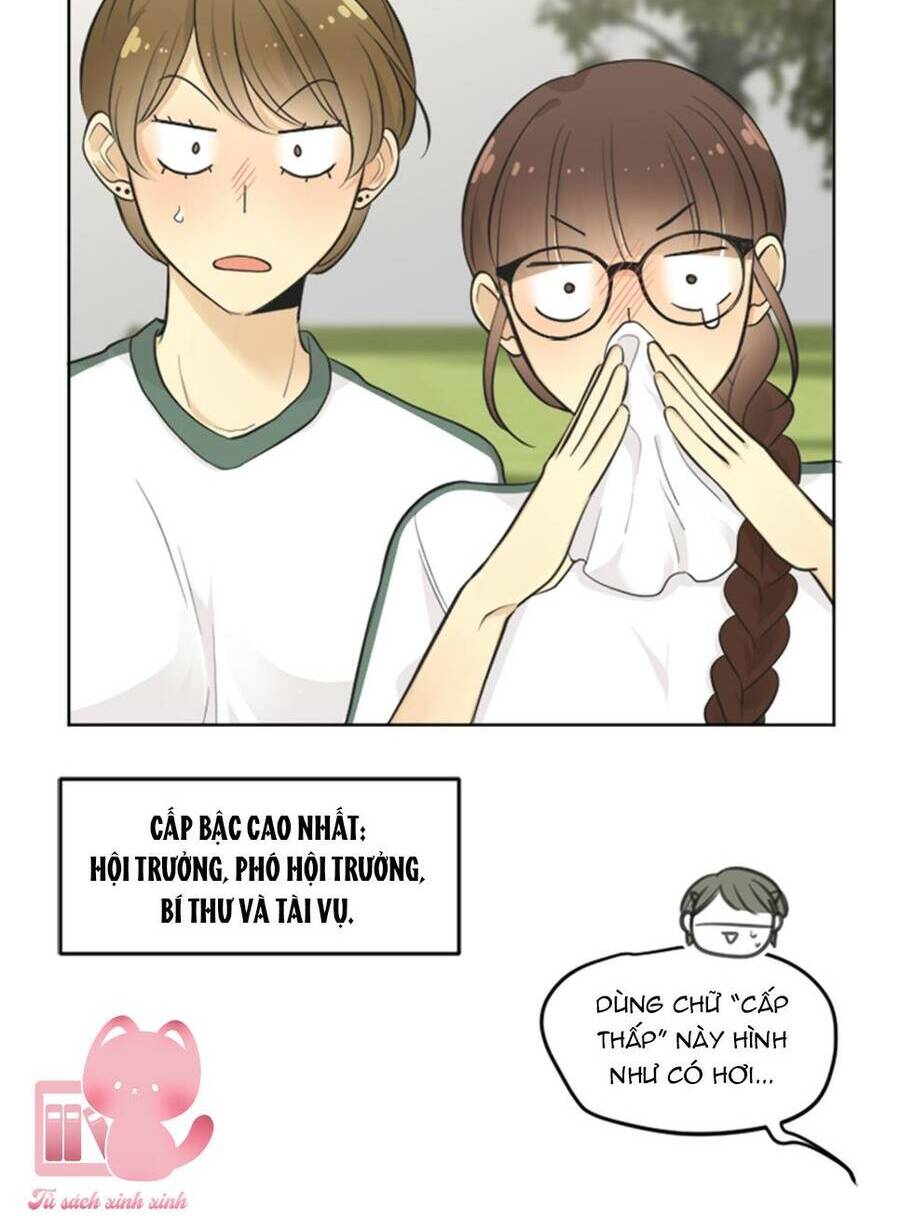 CẤP BẬC CAO NHẤT:
HỘI TRƯỞNG, PHÓ HỘI TRƯỞNG,
BÍ THƯ VÀ TÀI VỤ.
DÙNG CHỮ “CẤP
THẤP” NÀY HÌNH
NHƯ CÓ HƠI...
Tủ sách xinh xinh